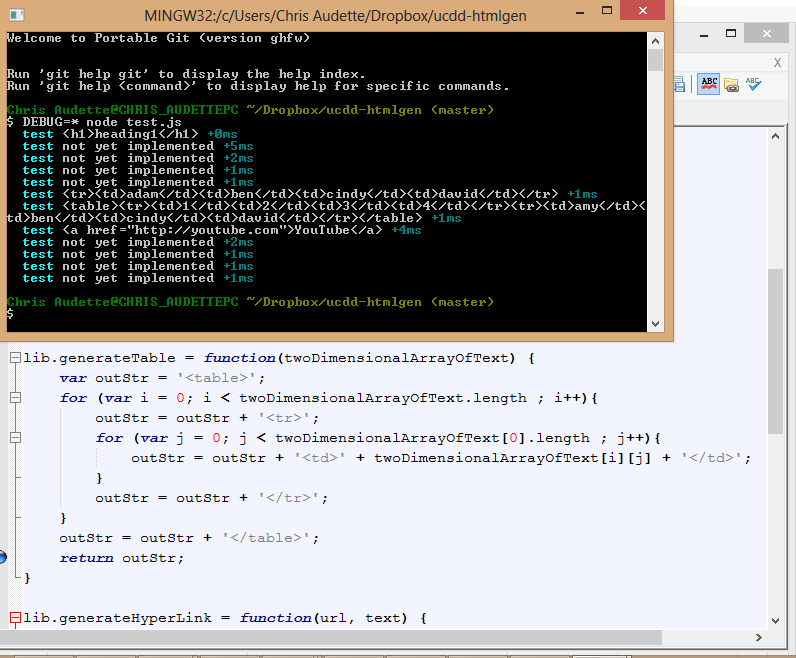 MINGW32:/c/Users/Chris Audette/Dropbox/ucdd-htmlgen
Welcome to Portable Git (version ghfw)
Run 'git help git' to display the help index.
Run 'git help <command>' to display help for specific commands.
Chris Audette@CHRIS_AUDETTEPC ~/Dropbox/ucdd-htmlgen (master)
$ DEBUG=* node test.js
test <h1>heading1</h1> +0ms
test not yet implemented +5ms
test not yet implemented +2ms
test not yet implemented +1ms
test not yet implemented +1ms
test <tr><td>adam</td><td>ben</td><td>cindy</td><td>david</td></tr> +1ms
test <table><tr><td>1</td><td>2</td><td>3</td><td>4</td></tr><tr><td>amy</td><
td>ben</td><td>cindy</td><td>david</td></tr></table> +1ms
test <a href="http://youtube.com">YouTube</a> +4ms
test not yet implemented +2ms
test not yet implemented +1ms
test not yet implemented +1ms
test not yet implemented +1ms
Chris Audette@CHRIS_AUDETTEPC ~/Dropbox/ucdd-htmlgen (master)
$
X
ABC
ABC
lib.generateTable = function(twoDimensionalArrayOfText) {
var outStr = '<table>';
for (var i = 0; i < twoDimensionalArrayOfText.length ; i++){
outStr = outStr + '<tr>';
for (var j = 0; j < twoDimensionalArrayOfText[0].length ; j++){
outStr = outStr + '<td>' + twoDimensionalArrayOfText[i][j] + '</td>';
}
outStr = outStr + '</tr>';
}
outStr = outStr + '</table>';
return outStr;
}
lib.generateHyperLink = function(url, text) {